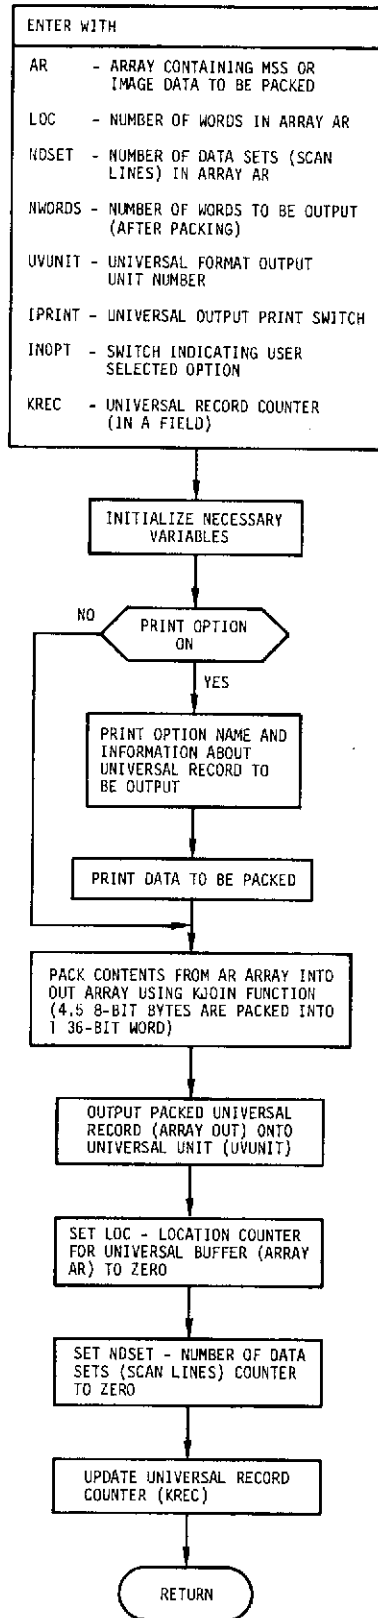 ENTER WITH
AR - ARRAY CONTAINING MSS OR
IMAGE DATA TO BE PACKED
LOC - NUMBER OF WORDS IN ARRAY AR
NDSET - NUMBER OF DATA SETS (SCAN
LINES) IN ARRAY AR
NWORDS - NUMBER OF WORDS TO BE OUTPUT
(AFTER PACKING)
UVUNIT - UNIVERSAL FORMAT OUTPUT
UNIT NUMBER
IPRINT - UNIVERSAL OUTPUT PRINT SWITCH
INOPT - SWITCH INDICATING USER
SELECTED OPTION
KREC - UNIVERSAL RECORD COUNTER
(IN A FIELD)
INITIALIZE NECESSARY
VARIABLES
NO
PRINT OPTION
ON
YES
PRINT OPTION NAME AND
INFORMATION ABOUT
UNIVERSAL RECORD TO
BE OUTPUT
PRINT DATA TO BE PACKED
PACK CONTENTS FROM AR ARRAY INTO
OUT ARRAY USING KJOIN FUNCTION
(4.5 8-BIT BYTES ARE PACKED INTO
1 36-BIT WORD)
OUTPUT PACKED UNIVERSAL
RECORD (ARRAY OUT) ONTO
UNIVERSAL UNIT (UVUNIT)
SET LOC - LOCATION COUNTER
FOR UNIVERSAL BUFFER (ARRAY
AR) TO ZERO
SET NDSET - NUMBER OF DATA
SETS (SCAN LINES) COUNTER
TO ZERO
UPDATE UNIVERSAL RECORD
COUNTER (KREC)
RETURN